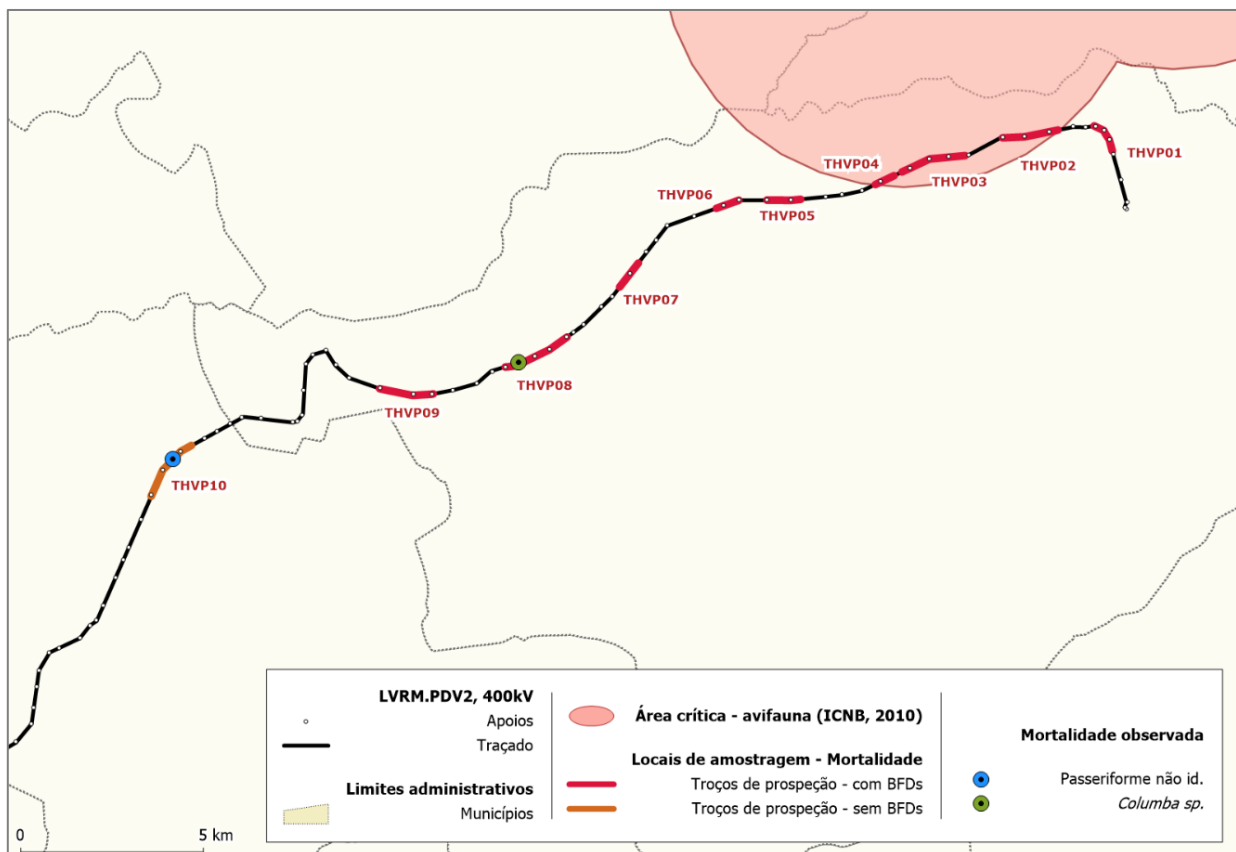 THVP01
THVP04
THVP02
THVP03
THVP06
THVP05
THVP07
THVP08
THVP09
THVP10
LVRM.PDV2, 400kV
Apoios
Traçado
Limites administrativos
Municípios
Área crítica - avifauna (ICNB, 2010)
Locais de amostragem - Mortalidade
Troços de prospeção - com BFDs
Troços de prospeção - sem BFDs
Mortalidade observada
Passeriforme não id.
Columba sp.
0 5 km